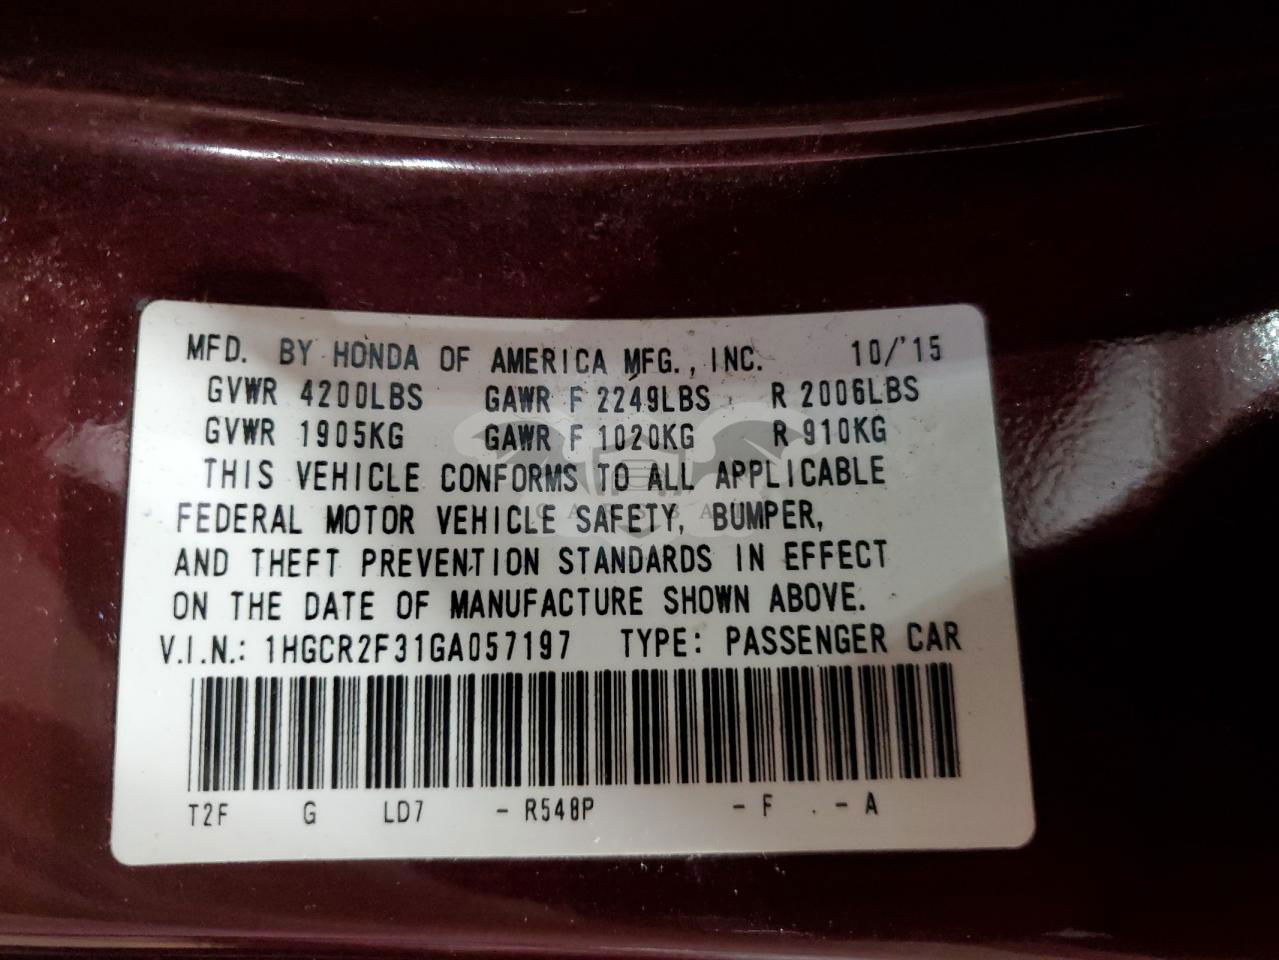 MFD. BY HONDA OF AMERICA MFG., INC. 10/'15
GVWR 4200LBS GAWR F 2249LBS R 2006LBS
GVWR 1905KG GAWR F 1020KG R 910KG
THIS VEHICLE CONFORMS TO ALL APPLICABLE
FEDERAL MOTOR VEHICLE SAFETY, BUMPER,
AND THEFT PREVENTION STANDARDS IN EFFECT
ON THE DATE OF MANUFACTURE SHOWN ABOVE.
V.I.N.: 1HGCR2F31GA057197 TYPE: PASSENGER CAR
T2F G LD7 - R548P - F . - A